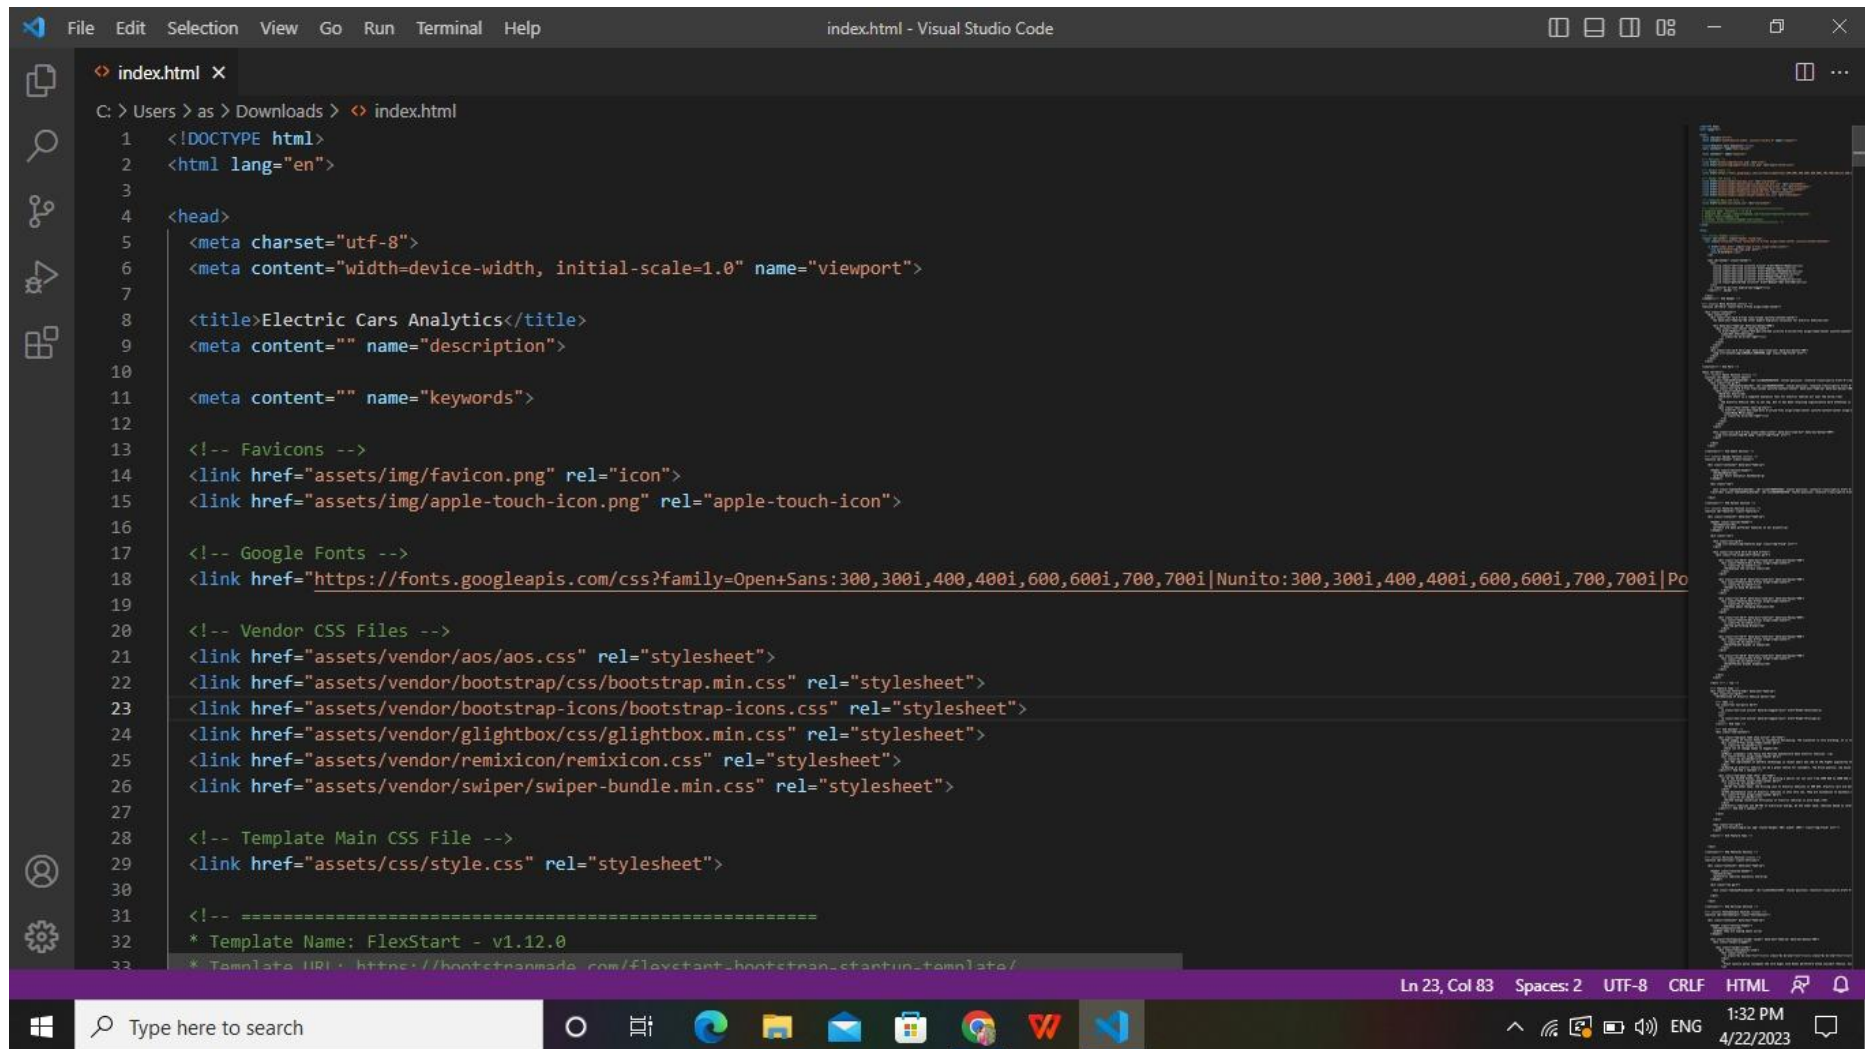 File Edit Selection View Go Run Terminal Help
index.html - Visual Studio Code
index.html
C: > Users > as > Downloads > index.html
1 <!DOCTYPE html>
2 <html lang="en">
3
4 <head>
5 <meta charset="utf-8">
6 <meta content="width=device-width, initial-scale=1.0" name="viewport">
7
8 <title>Electric Cars Analytics</title>
9 <meta content="" name="description">
10
11 <meta content="" name="keywords">
12
13 <!-- Favicons -->
14 <link href="assets/img/favicon.png" rel="icon">
15 <link href="assets/img/apple-touch-icon.png" rel="apple-touch-icon">
16
17 <!-- Google Fonts -->
18 <link href="https://fonts.googleapis.com/css?family=Open+Sans:300,300i,400,400i,600,600i,700,700i|Nunito:300,300i,400,400i,600,600i,700,700i|Po
19
20 <!-- Vendor CSS Files -->
21 <link href="assets/vendor/aos/aos.css" rel="stylesheet">
22 <link href="assets/vendor/bootstrap/css/bootstrap.min.css" rel="stylesheet">
23 <link href="assets/vendor/bootstrap-icons/bootstrap-icons.css" rel="stylesheet">
24 <link href="assets/vendor/glightbox/css/glightbox.min.css" rel="stylesheet">
25 <link href="assets/vendor/remixicon/remixicon.css" rel="stylesheet">
26 <link href="assets/vendor/swiper/swiper-bundle.min.css" rel="stylesheet">
27
28 <!-- Template Main CSS File -->
29 <link href="assets/css/style.css" rel="stylesheet">
30
31 <!-- =======================================================
32 * Template Name: FlexStart - v1.12.0
33 * Template URL: https://bootstrapmade.com/flexstart-bootstrap-startup-template/
Ln 23, Col 83 Spaces: 2 UTF-8 CRLF HTML
Type here to search
ENG
1:32 PM
4/22/2023